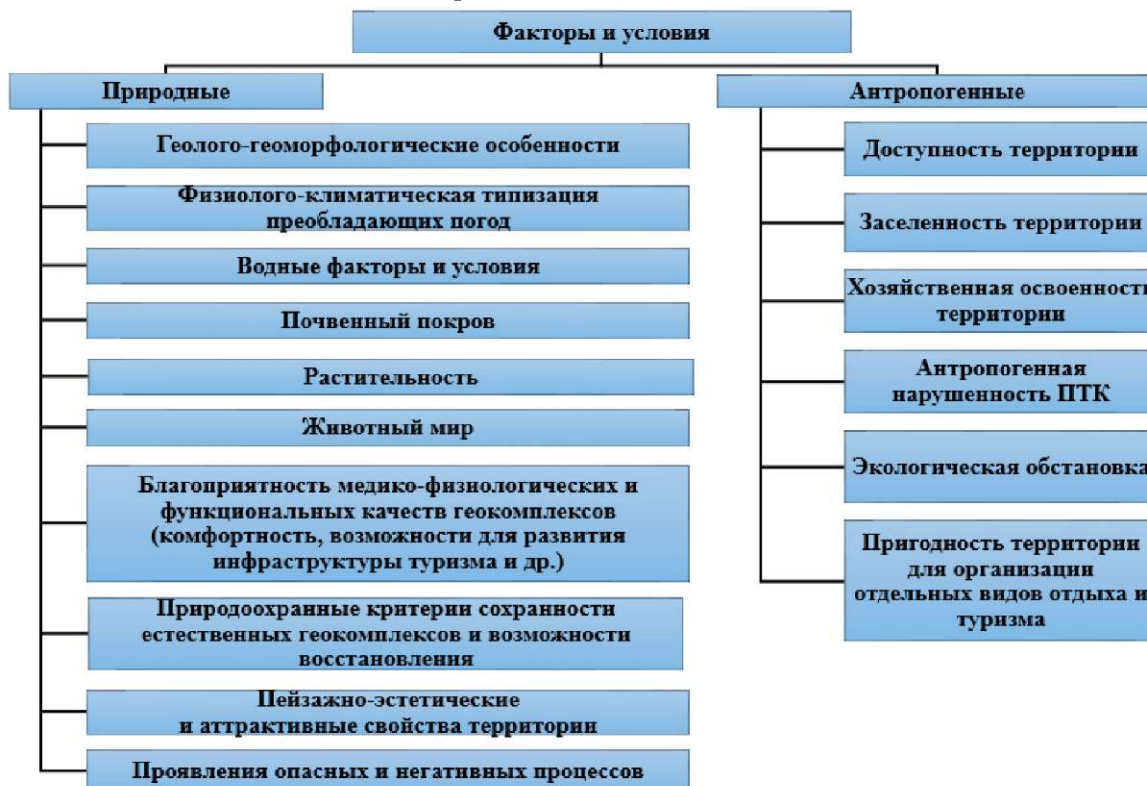 Факторы и условия
Природные
Геолого-геоморфологические особенности
Физиолого-климатическая типизация
преобладающих погод
Водные факторы и условия
Почвенный покров
Растительность
Животный мир
Благоприятность медико-физиологических и
функциональных качеств геокомплексов
(комфортность, возможности для развития
инфраструктуры туризма и др.)
Природоохранные критерии сохранности
естественных геокомплексов и возможности
восстановления
Пейзажно-эстетические
и аттрактивные свойства территории
Проявления опасных и негативных процессов
Антропогенные
Доступность территории
Заселенность территории
Хозяйственная освоенность
территории
Антропогенная
нарушенность ПТК
Экологическая обстановка
Пригодность территории
для организации
отдельных видов отдыха и
туризма